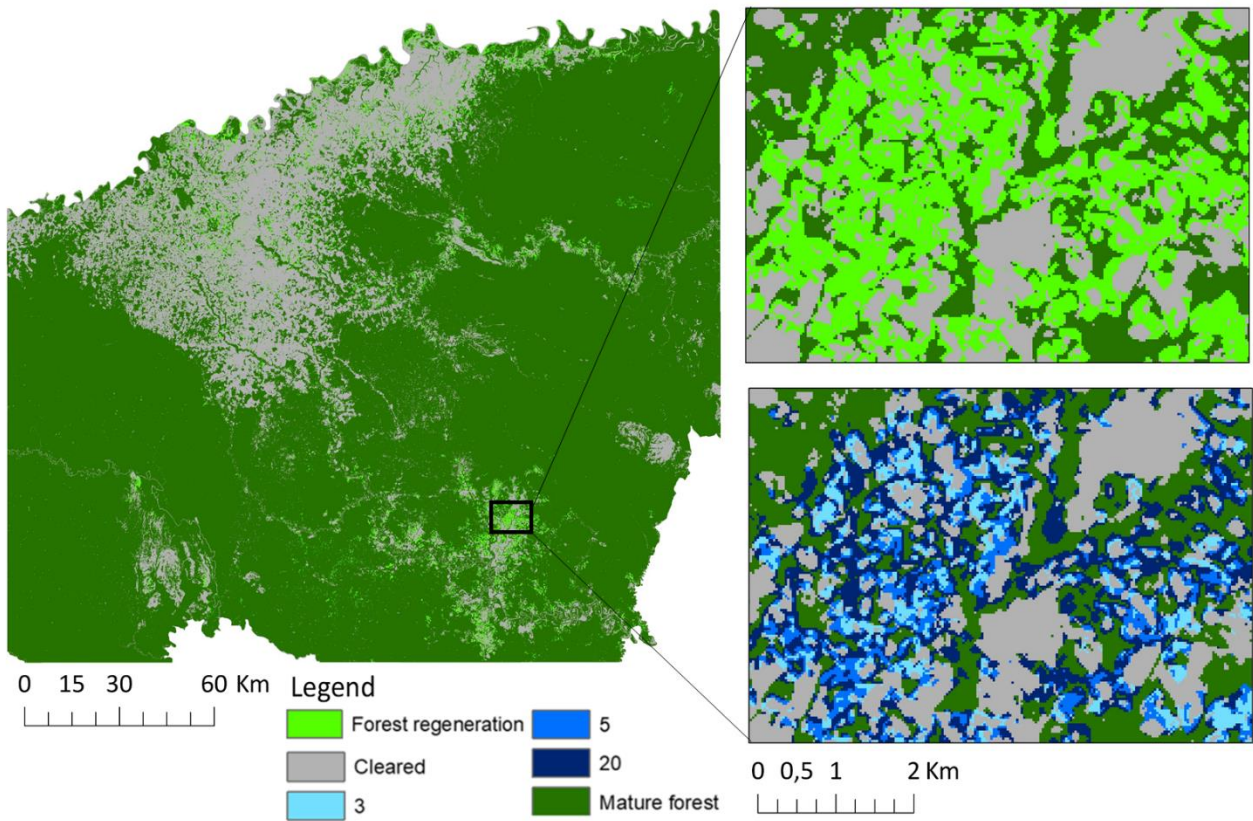 0 15 30 60 Km
Legend
Forest regeneration
Cleared
3
5
20
Mature forest
0 0,5 1 2 Km